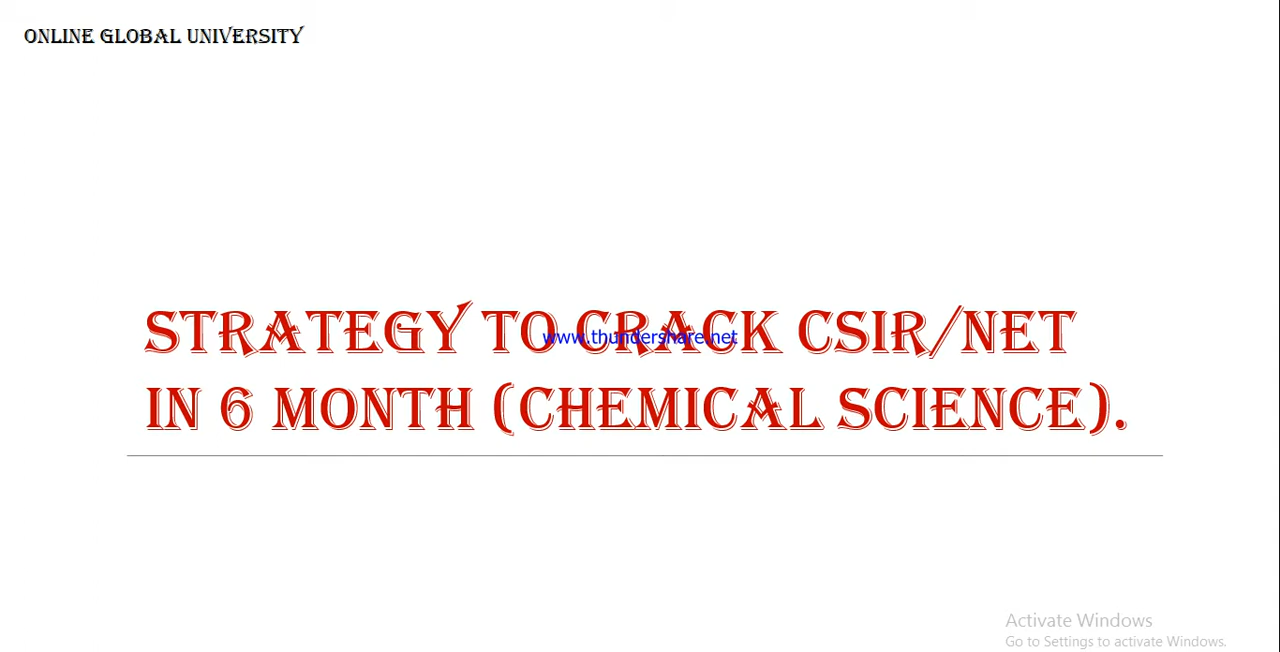 ONLINE GLOBAL UNIVERSITY
STRATEGY TO CRACK CSIR/NET
www.thundershare.net
IN 6 MONTH (CHEMICAL SCIENCE).
Activate Windows
Go to Settings to activate Windows.